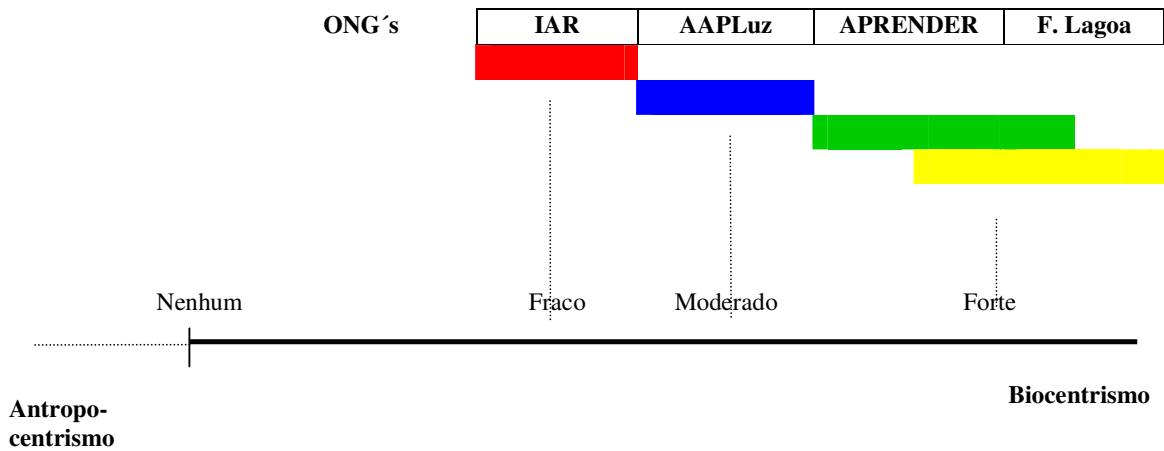 ONG´s IAR AAPLuz APRENDER F. Lagoa
Nenhum Fraco Moderado Forte
Biocentrismo
Antropo-
centrismo